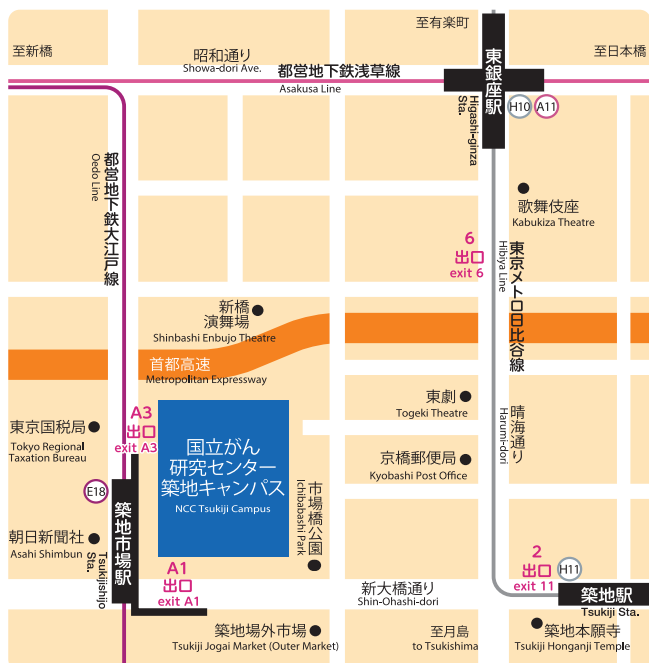 至有楽町
至新橋
昭和通り
Showa-dori Ave.
都営地下鉄浅草線
Asakusa Line
至日本橋
東銀座駅
Higashi-ginza
Sta.
H10
A11
都営地下鉄大江戸線
Oedo Line
歌舞伎座
Kabukiza Theatre
6
出口
exit 6
東京メトロ日比谷線
Hibiya Line
新橋
演舞場
Shinbashi Enbujo Theatre
首都高速
Metropolitan Expressway
東京国税局
Tokyo Regional
Taxation Bureau
A3
出口
exit A3
国立がん
研究センター
築地キャンパス
NCC Tsukiji Campus
東劇
Togeki Theatre
晴海通り
Harumi-dori
京橋郵便局
Kyobashi Post Office
市場橋公園
Ichibabashi Park
E18
築地市場駅
Tsukijishijo
Sta.
朝日新聞社
Asahi Shimbun
A1
出口
exit A1
新大橋通り
Shin-Ohashi-dori
2
出口
exit 11
H11
築地駅
Tsukiji Sta.
築地場外市場
Tsukiji Jogai Market (Outer Market)
至月島
to Tsukishima
築地本願寺
Tsukiji Honganji Temple